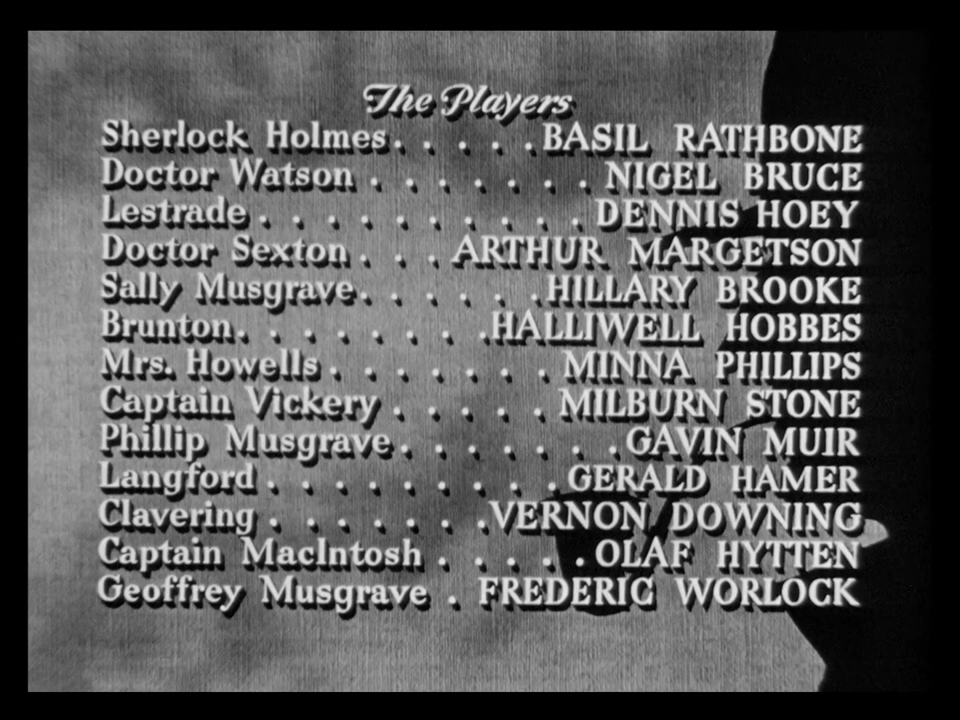 The Players
Sherlock Holmes. . . . . BASIL RATHBONE
Doctor Watson . . . . . . . NIGEL BRUCE
Lestrade . . . . . . . . . . DENNIS HOEY
Doctor Sexton . . . ARTHUR MARGETSON
Sally Musgrave. . . . . . HILLARY BROOKE
Brunton. . . . . . . . HALLIWELL HOBBES
Mrs. Howells . . . . . . . MINNA PHILLIPS
Captain Vickery . . . . . MILBURN STONE
Phillip Musgrave. . . . . . . GAVIN MUIR
Langford . . . . . . . . . GERALD HAMER
Clavering . . . . . . . VERNON DOWNING
Captain MacIntosh . . . . . OLAF HYTTEN
Geoffrey Musgrave . FREDERIC WORLOCK